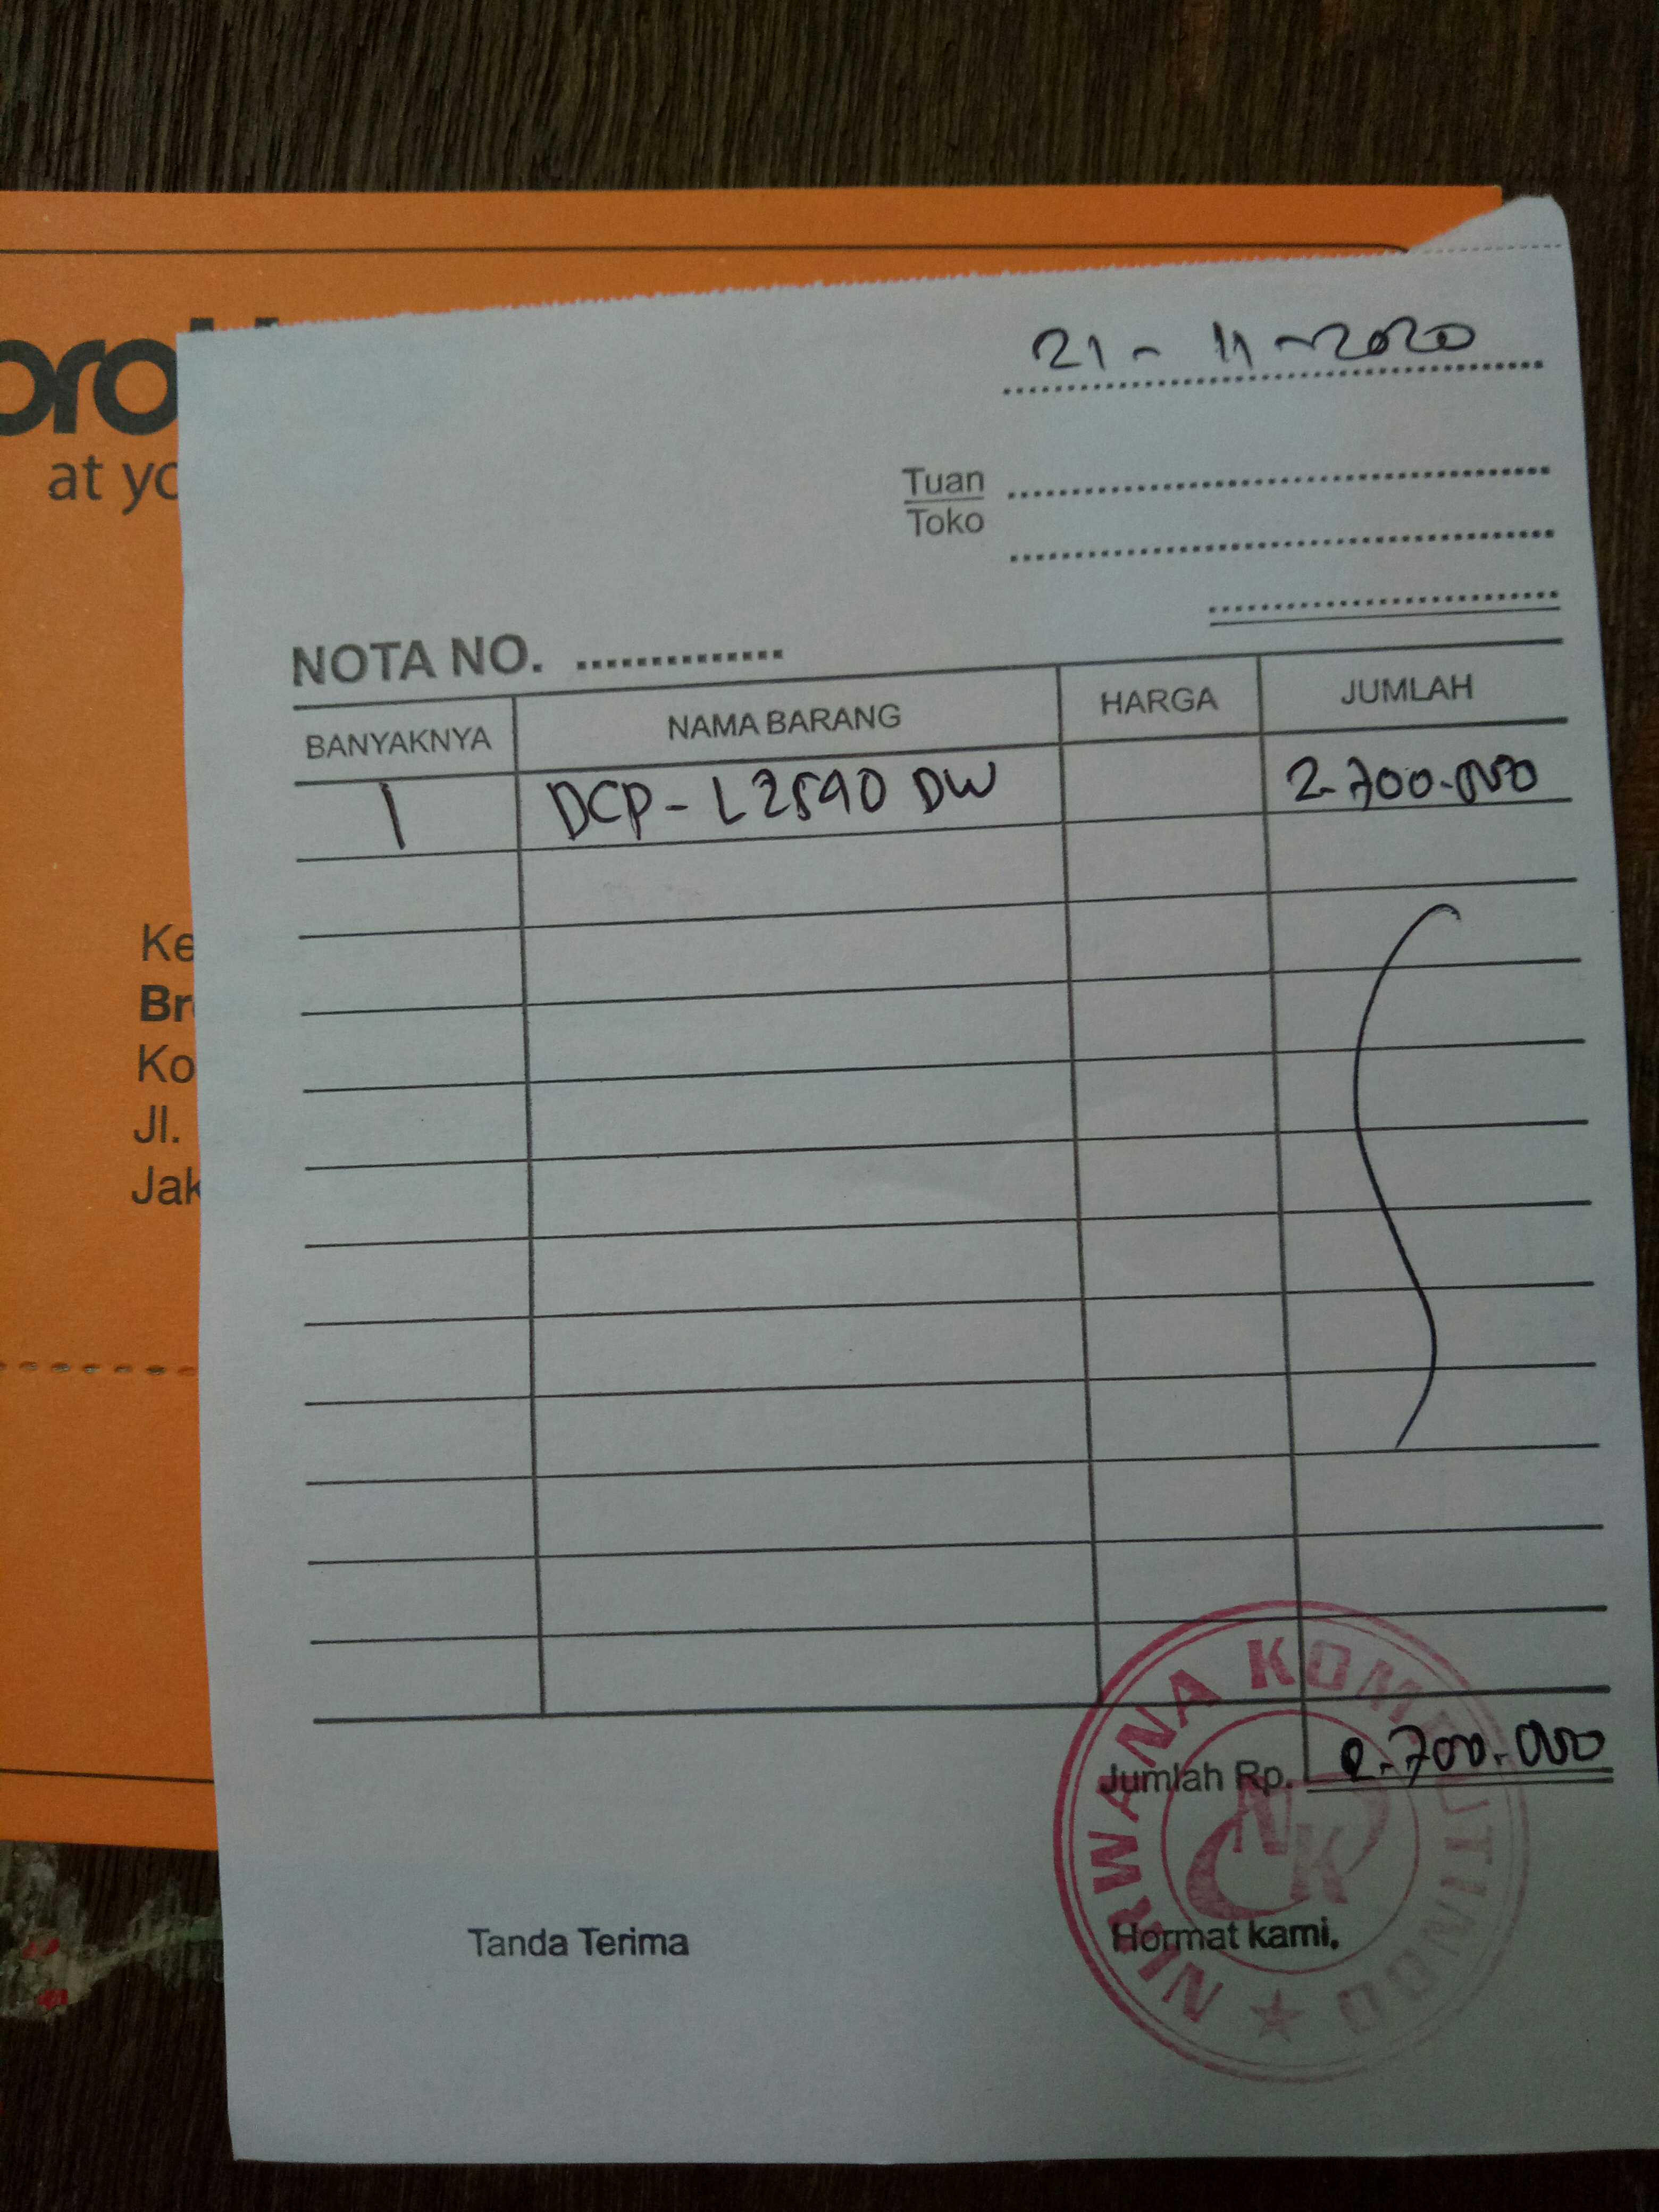 at yo
Ke
Br
Ko
Jl.
Jak
21 - 11 - 2020
Tuan
Toko
NOTA NO. ..............
BANYAKNYA NAMA BARANG HARGA JUMLAH
1 DCP - L2540 DW 2.700.000
Jumlah Rp. 2.700.000
Tanda Terima Hormat kami,
NIRWANA KOMPUTINDO
NK